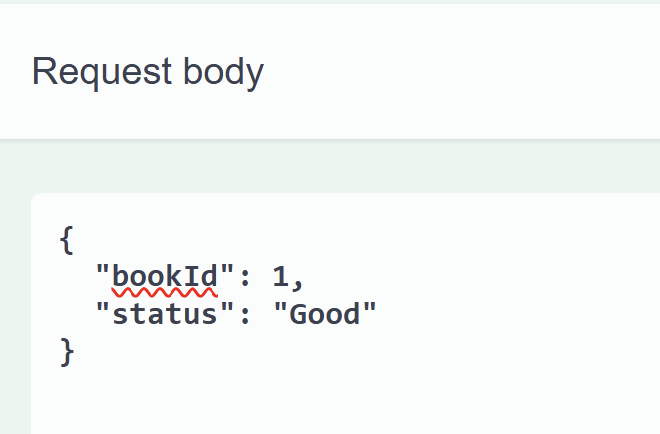 Request body
{
"bookId": 1,
"status": "Good"
}